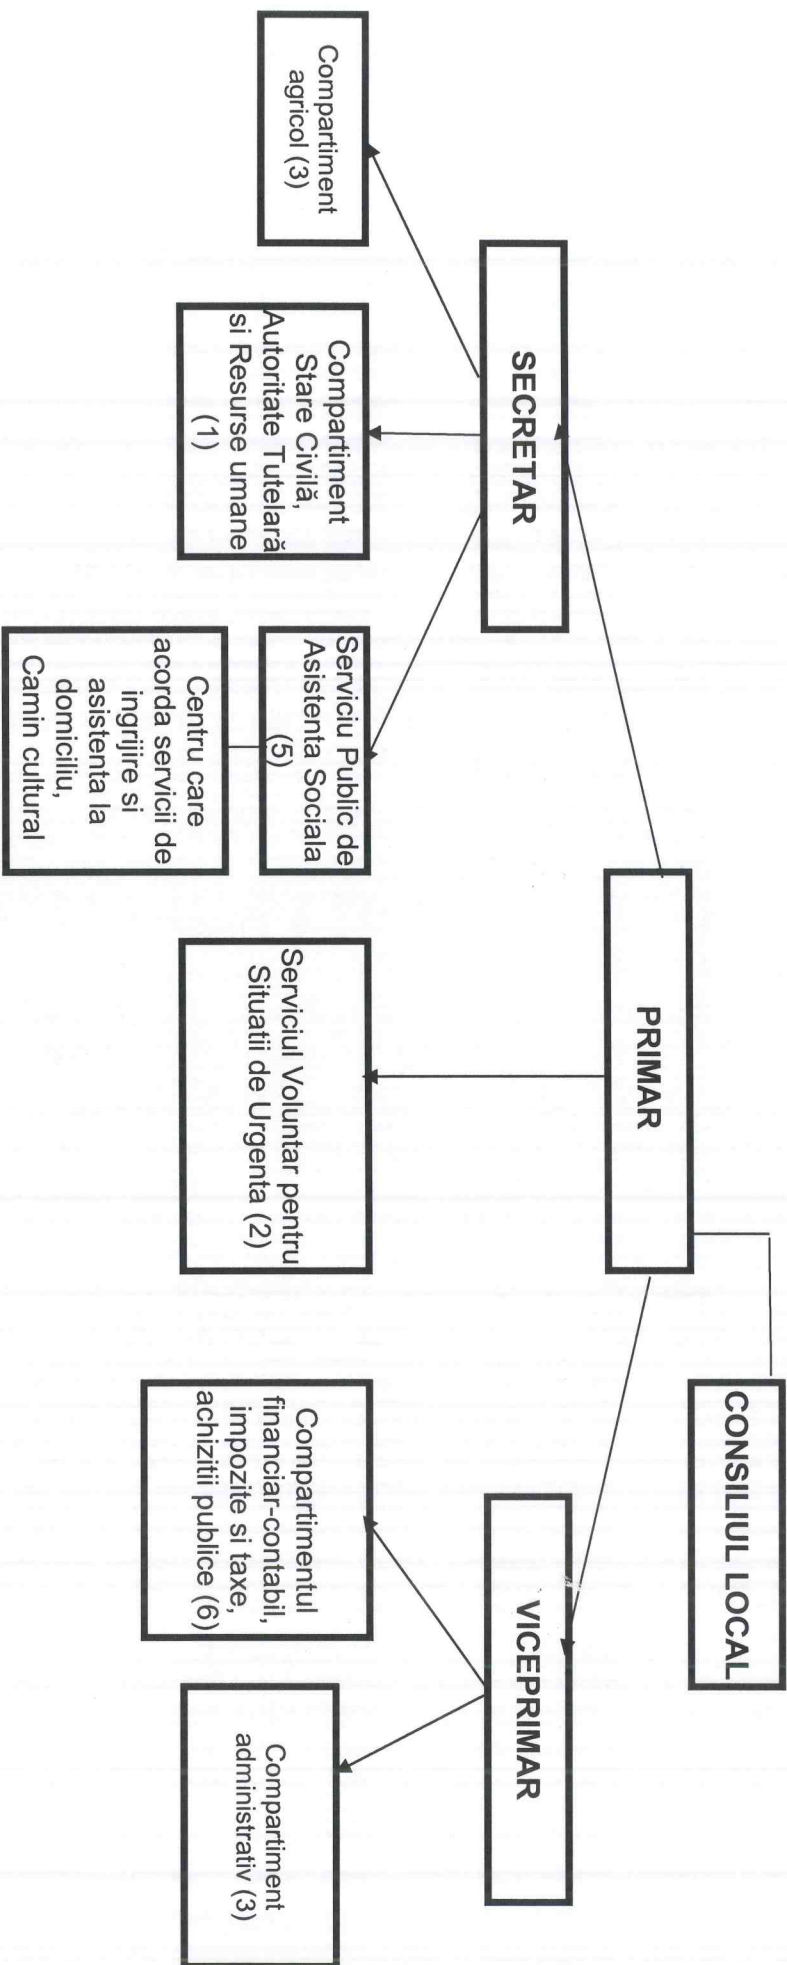 CONSILIUL LOCAL
PRIMAR
SECRETAR
VICEPRIMAR
Compartiment
agricol (3)
Compartiment
Stare Civilă,
Autoritate Tutelară
si Resurse umane
(1)
Serviciu Public de
Asistenta Sociala
(5)
Centru care
acorda servicii de
ingrijire si
asistenta la
domiciliu,
Camin cultural
Serviciul Voluntar pentru
Situatii de Urgenta (2)
Compartimentul
financiar-contabil,
impozite si taxe,
achizitii publice (6)
Compartiment
administrativ (3)